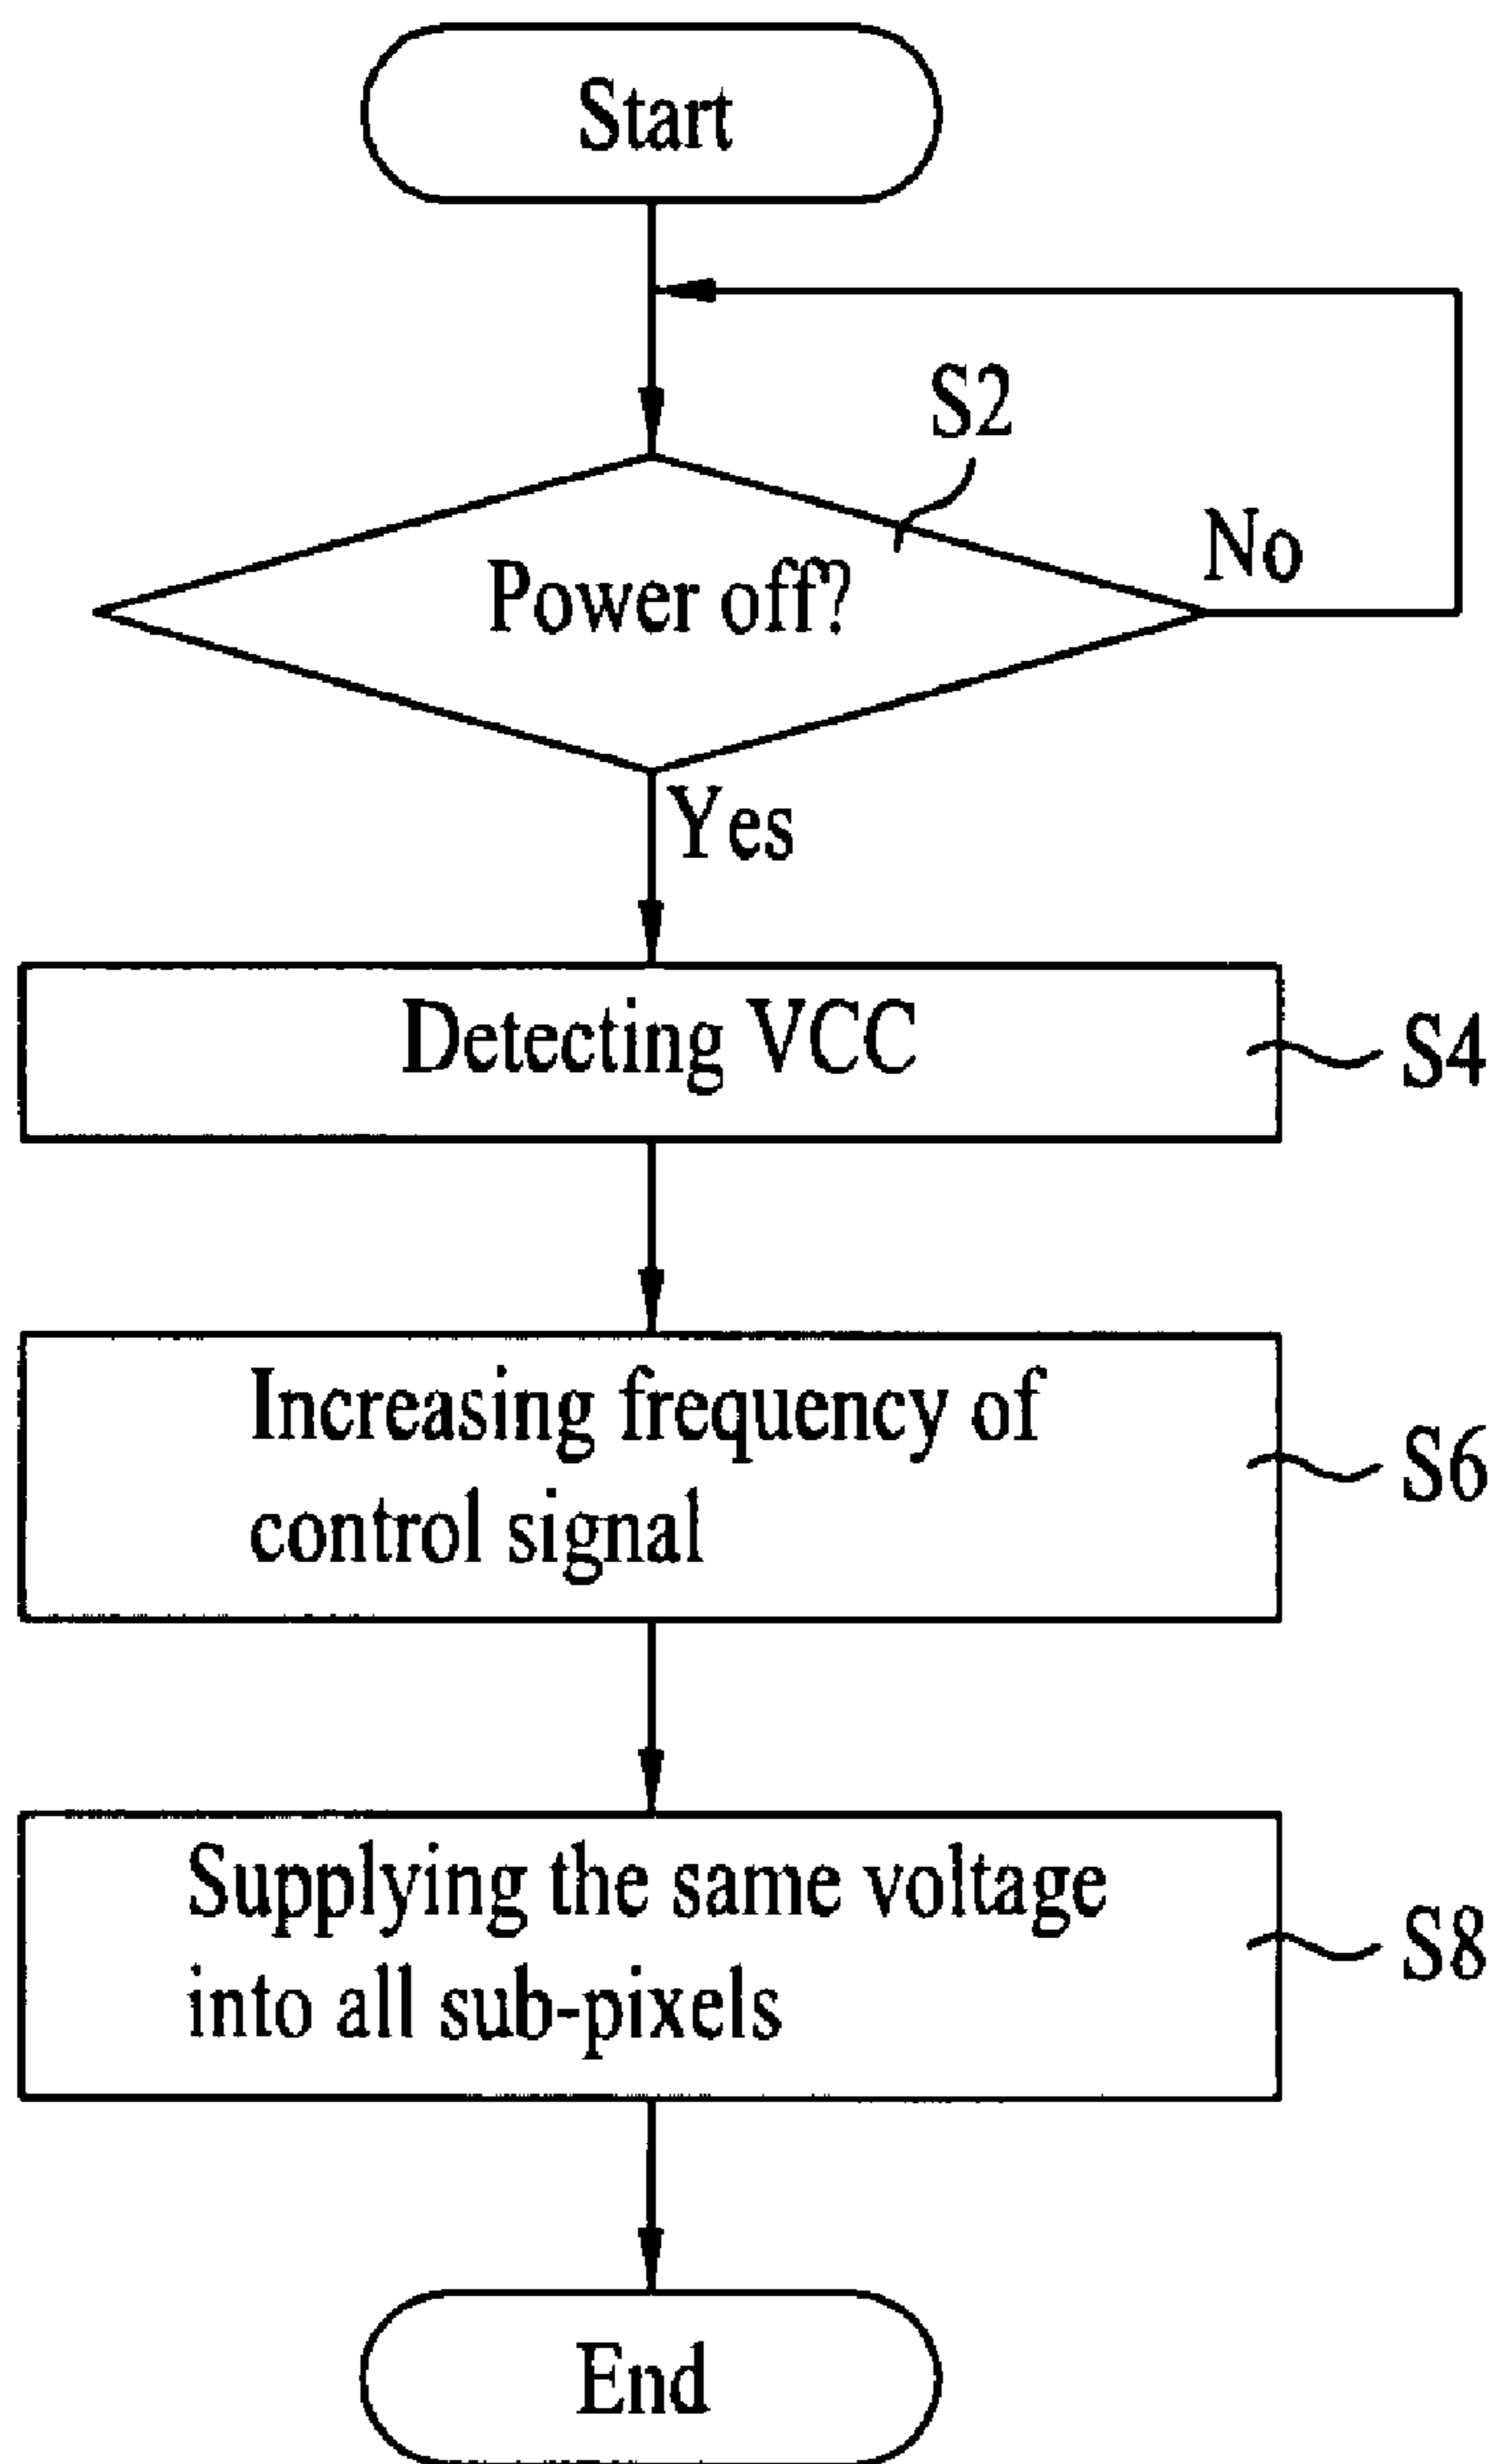 Start
S2
No
Power off?
Yes
Detecting VCC
S4
Increasing frequency of
control signal
S6
Supplying the same voltage
into all sub-pixels
S8
End